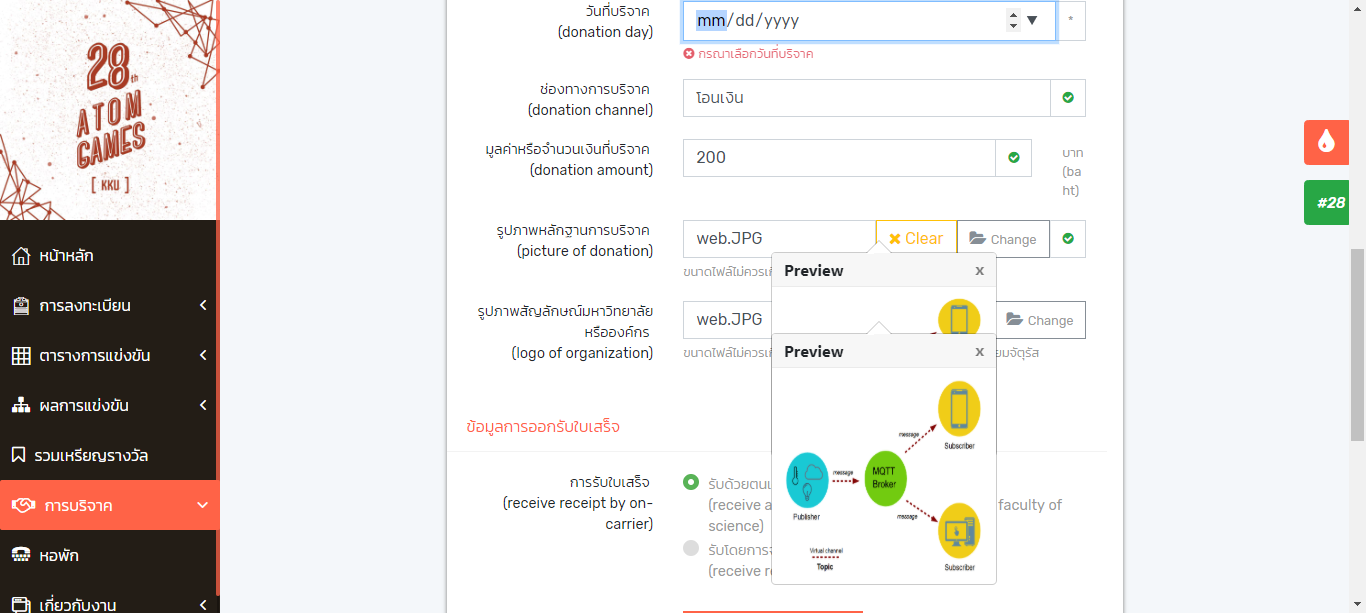 28th
ATOM
GAMES
[ KKU ]
หน้าหลัก
การลงทะเบียน
ตารางการแข่งขัน
ผลการแข่งขัน
รวมเหรียญรางวัล
การบริจาค
หอพัก
เกี่ยวกับงาน
วันที่บริจาค
(donation day)
mm/dd/yyyy
*
กรุณาเลือกวันที่บริจาค
ช่องทางการบริจาค
(donation channel)
โอนเงิน
มูลค่าหรือจำนวนเงินที่บริจาค
(donation amount)
200
บาท
(ba
ht)
รูปภาพหลักฐานการบริจาค
(picture of donation)
web.JPG
Clear
Change
ขนาดไฟล์ไม่ควรเกิ
Preview
x
รูปภาพสัญลักษณ์มหาวิทยาลัย
หรือองค์กร
(logo of organization)
web.JPG
Change
ขนาดไฟล์ไม่ควรเกิ
ยมจัตุรัส
Preview
x
message
Subscriber
MQTT
Broker
message
Publisher
message
Virtual channel
Topic
Subscriber
ข้อมูลการออกรับใบเสร็จ
การรับใบเสร็จ
(receive receipt by on-
carrier)
รับด้วยตนเ
(receive a
faculty of
science)
รับโดยการจ
(receive re
#28